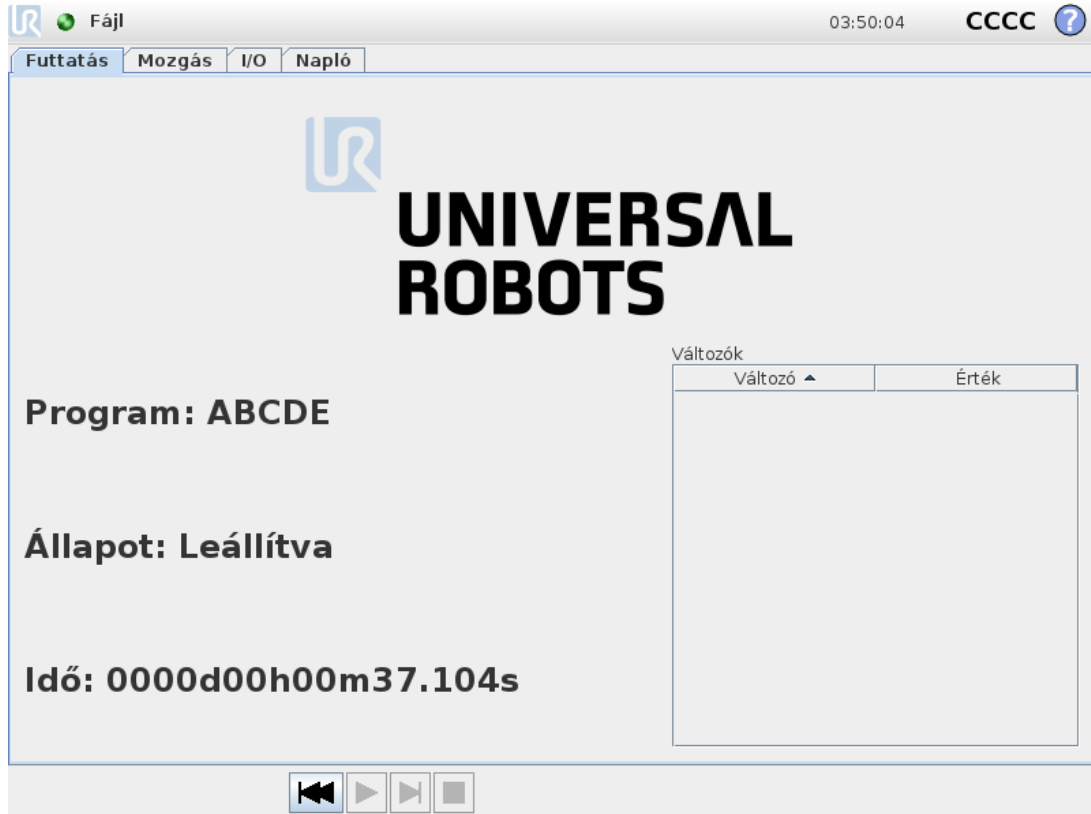 Fájl 03:50:04 CCCC ?
Futtatás Mozgás I/O Napló
UNIVERSAL
ROBOTS
Változók
Változó Érték
Program: ABCDE
Állapot: Leállítva
Idő: 0000d00h00m37.104s